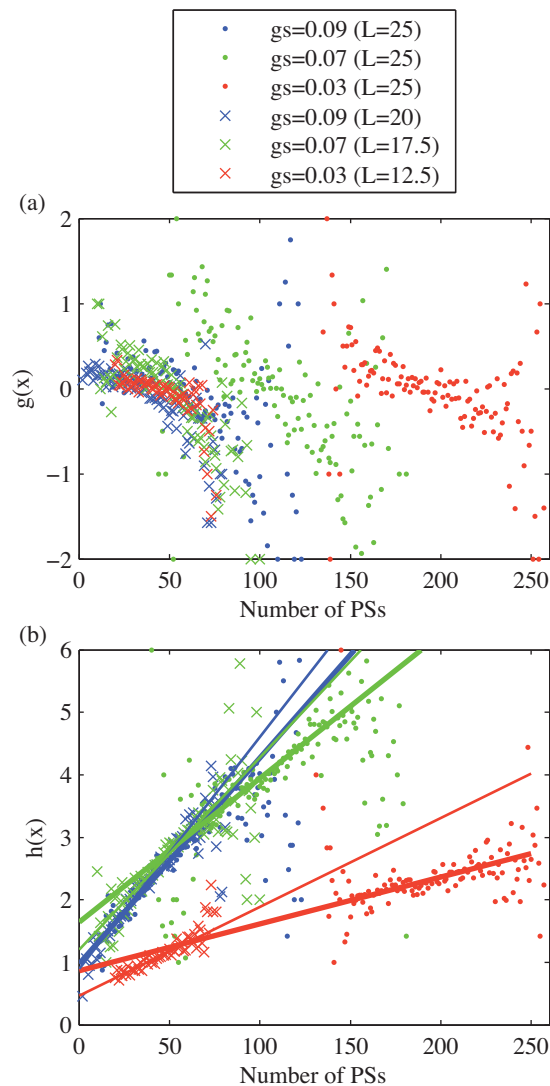 gs=0.09 (L=25)
gs=0.07 (L=25)
gs=0.03 (L=25)
gs=0.09 (L=20)
gs=0.07 (L=17.5)
gs=0.03 (L=12.5)
(a)
2
1
0
−1
−2
g(x)
0 50 100 150 200 250
Number of PSs
(b)
6
5
4
3
2
1
0
h(x)
0 50 100 150 200 250
Number of PSs